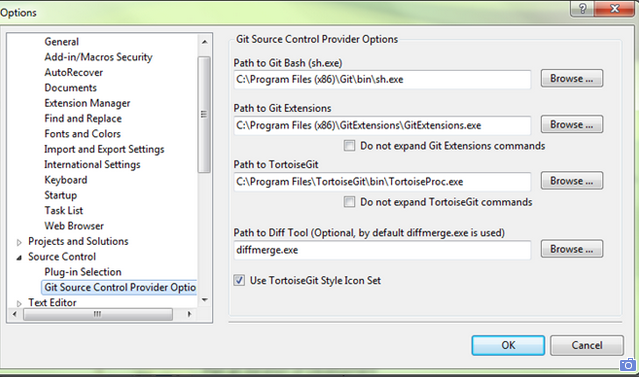 Options
General
Add-in/Macros Security
AutoRecover
Documents
Extension Manager
Find and Replace
Fonts and Colors
Import and Export Settings
International Settings
Keyboard
Startup
Task List
Web Browser
Projects and Solutions
Source Control
Plug-in Selection
Git Source Control Provider Optio
Text Editor
Git Source Control Provider Options
Path to Git Bash (sh.exe)
C:\Program Files (x86)\Git\bin\sh.exe
Browse ...
Path to Git Extensions
C:\Program Files (x86)\GitExtensions\GitExtensions.exe
Browse ...
Do not expand Git Extensions commands
Path to TortoiseGit
C:\Program Files\TortoiseGit\bin\TortoiseProc.exe
Browse ...
Do not expand TortoiseGit commands
Path to Diff Tool (Optional, by default diffmerge.exe is used)
diffmerge.exe
Browse ...
Use TortoiseGit Style Icon Set
OK
Cancel